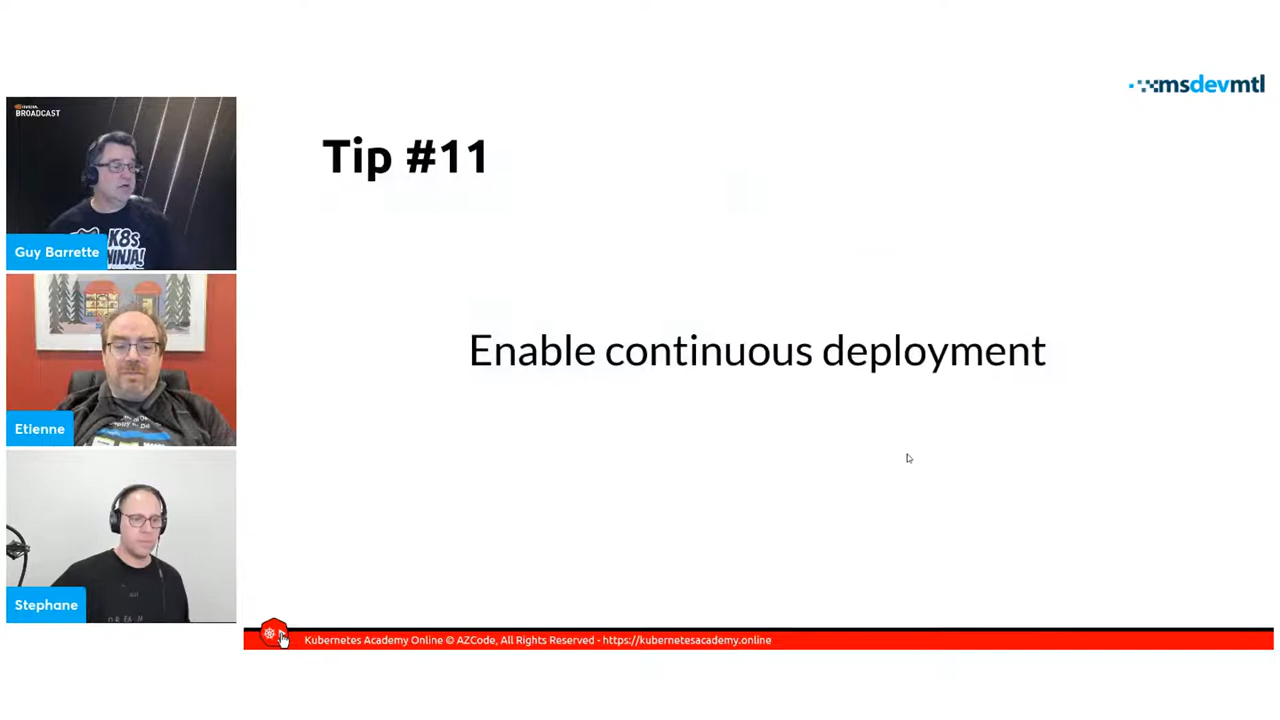 msdevmtl
NVIDIA.
BROADCAST
K8s
NINJA!
Guy Barrette
Tip #11
Enable continuous deployment
Etienne
Stephane
Kubernetes Academy Online © AZCode, All Rights Reserved - https://kubernetesacademy.online